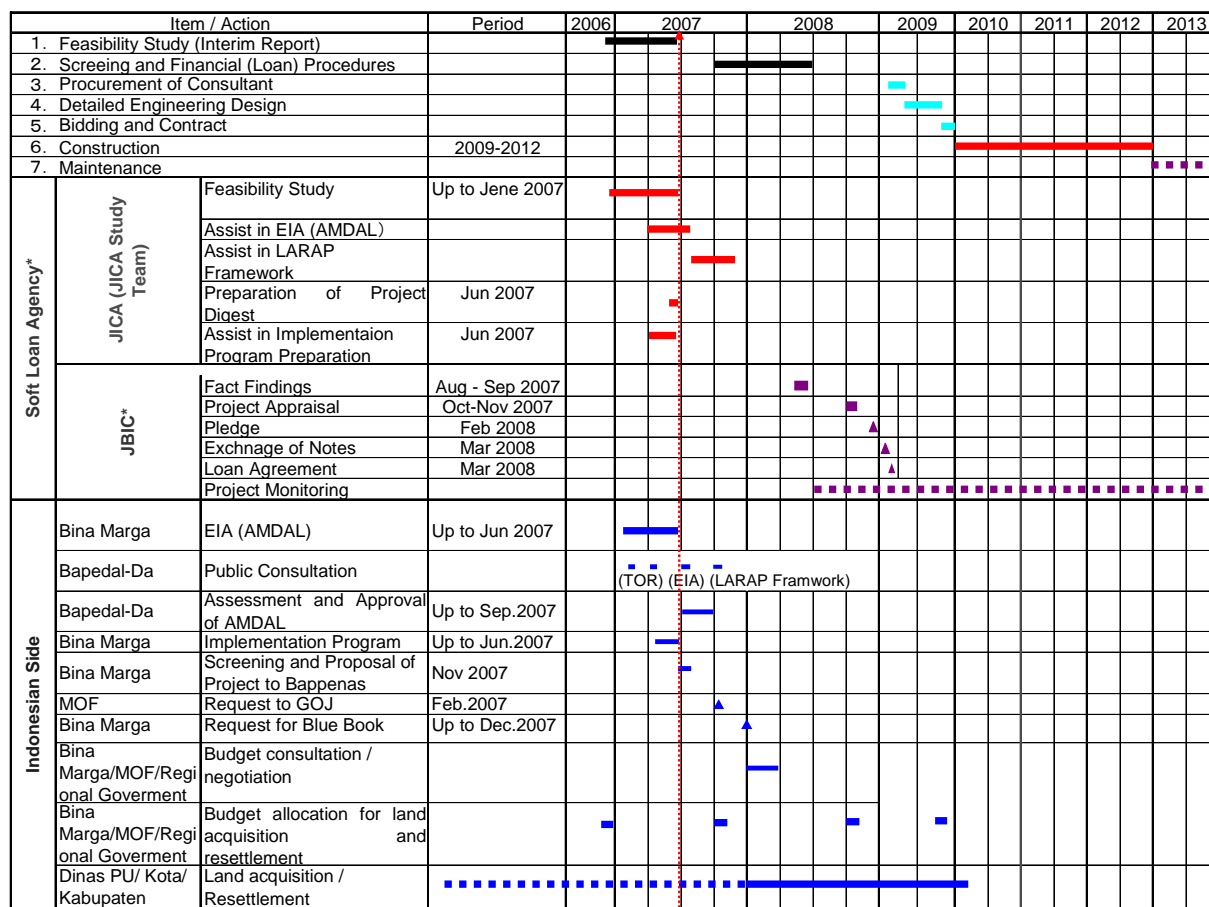 Item / Action Period 2006 2007 2008 2009 2010 2011 2012 2013
1. Feasibility Study (Interim Report)
2. Screeing and Financial (Loan) Procedures
3. Procurement of Consultant
4. Detailed Engineering Design
5. Bidding and Contract
6. Construction 2009-2012
7. Maintenance
Soft Loan Agency*
JICA (JICA Study
Team)
Feasibility Study Up to Jene 2007
Assist in EIA (AMDAL)
Assist in LARAP
Framework
Preparation of Project Jun 2007
Digest
Assist in Implementaion Jun 2007
Program Preparation
JBIC*
Fact Findings Aug - Sep 2007
Project Appraisal Oct-Nov 2007
Pledge Feb 2008
Exchnage of Notes Mar 2008
Loan Agreement Mar 2008
Project Monitoring
Indonesian Side
Bina Marga EIA (AMDAL) Up to Jun 2007
Bapedal-Da Public Consultation
(TOR) (EIA) (LARAP Framwork)
Bapedal-Da Assessment and Approval Up to Sep.2007
of AMDAL
Bina Marga Implementation Program Up to Jun.2007
Bina Marga Screening and Proposal of Nov 2007
Project to Bappenas
MOF Request to GOJ Feb.2007
Bina Marga Request for Blue Book Up to Dec.2007
Bina
Marga/MOF/Regi
onal Goverment
Budget consultation /
negotiation
Bina
Marga/MOF/Regi
onal Goverment
Budget allocation for land
acquisition and
resettlement
Dinas PU/ Kota/
Kabupaten
Land acquisition /
Resettlement